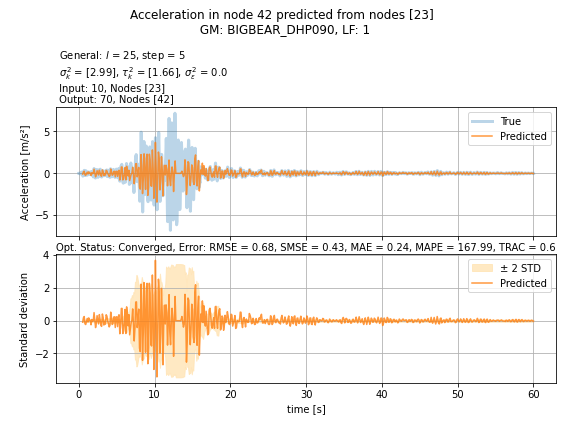 Acceleration in node 42 predicted from nodes [23]
GM: BIGBEAR_DHP090, LF: 1
General: l = 25, step = 5
σ²ₖ = [2.99], τ²ₖ = [1.66], σ²ε = 0.0
Input: 10, Nodes [23]
Output: 70, Nodes [42]
Acceleration [m/s²]
5
0
−5
True
Predicted
Opt. Status: Converged, Error: RMSE = 0.68, SMSE = 0.43, MAE = 0.24, MAPE = 167.99, TRAC = 0.6
Standard deviation
4
2
0
−2
± 2 STD
Predicted
0 10 20 30 40 50 60
time [s]